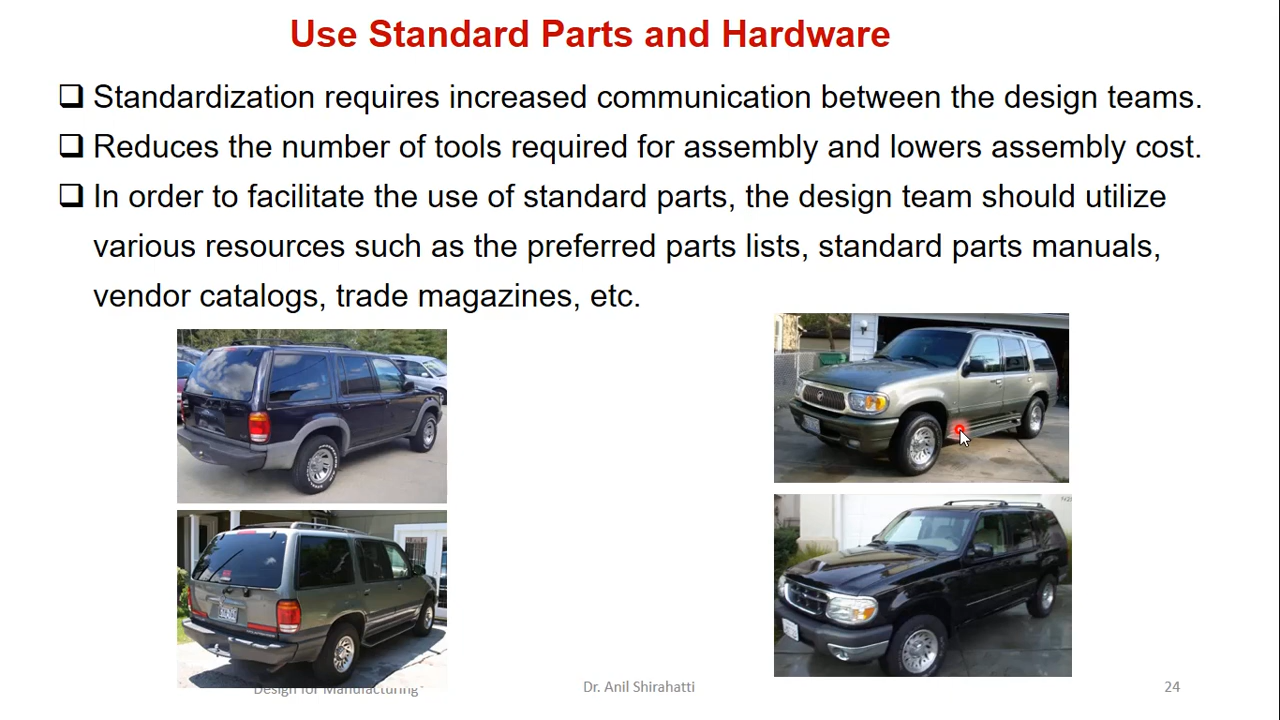 Use Standard Parts and Hardware
❑ Standardization requires increased communication between the design teams.
❑ Reduces the number of tools required for assembly and lowers assembly cost.
❑ In order to facilitate the use of standard parts, the design team should utilize
various resources such as the preferred parts lists, standard parts manuals,
vendor catalogs, trade magazines, etc.
Design for Manufacturing
Dr. Anil Shirahatti
24